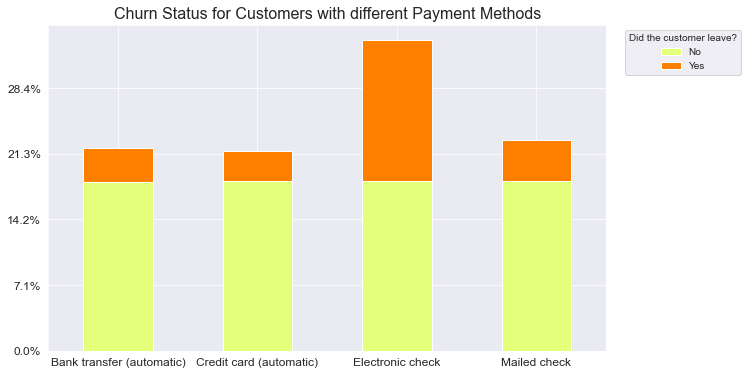 Churn Status for Customers with different Payment Methods
Did the customer leave?
No
Yes
28.4%
21.3%
14.2%
7.1%
0.0%
Bank transfer (automatic) Credit card (automatic) Electronic check Mailed check